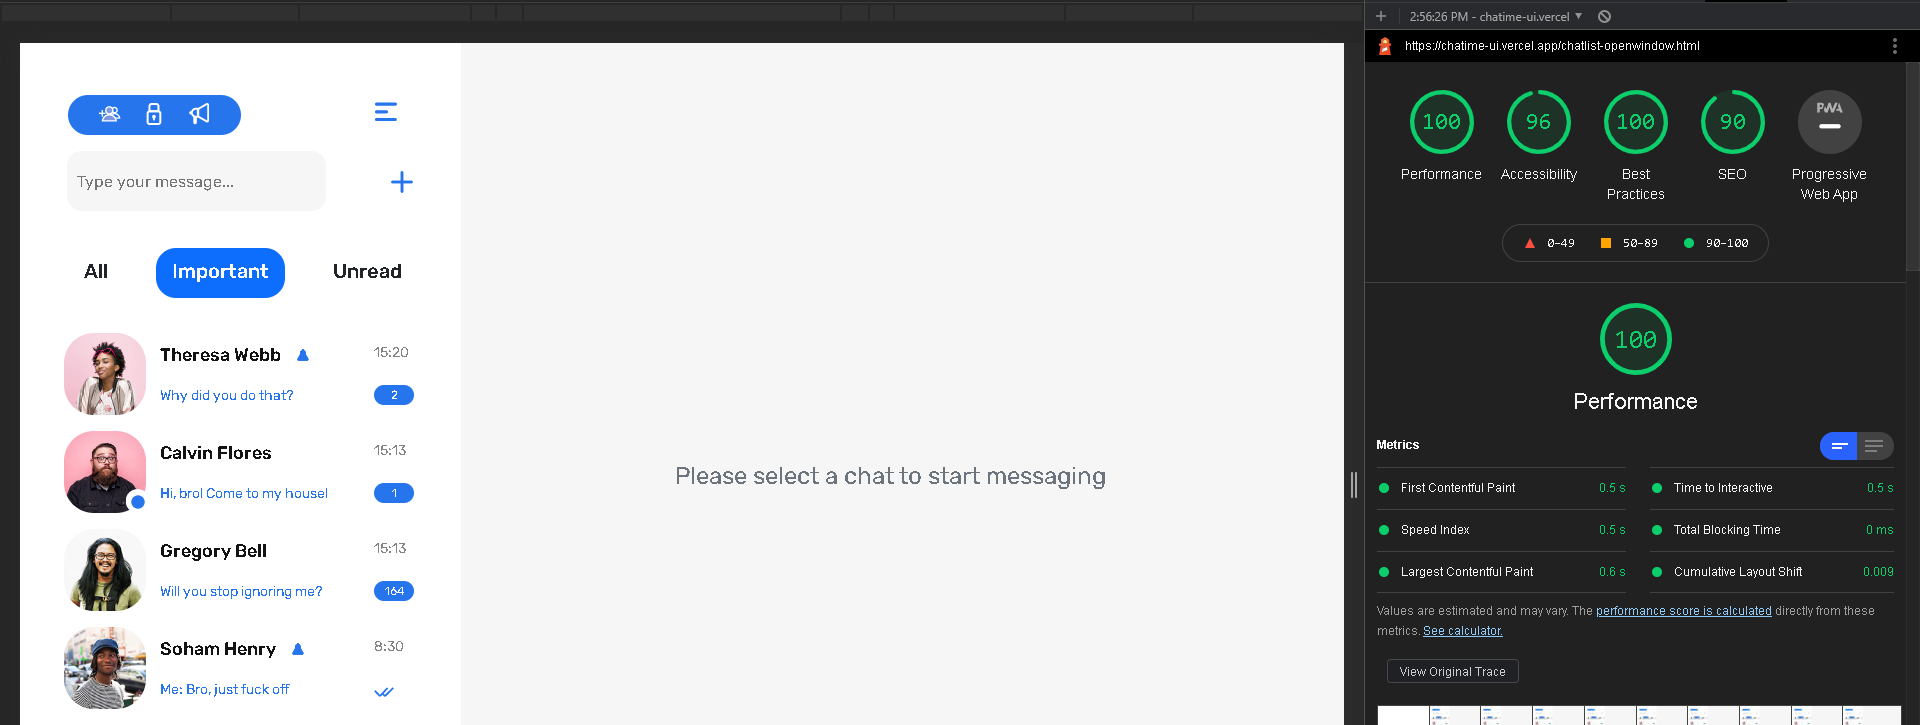 Type your message...
All
Important
Unread
Theresa Webb
15:20
Why did you do that?
2
Calvin Flores
15:13
Hi, bro! Come to my house!
1
Gregory Bell
15:13
Will you stop ignoring me?
164
Soham Henry
8:30
Me: Bro, just fuck off
Please select a chat to start messaging
2:56:26 PM - chatime-ui.vercel
https://chatime-ui.vercel.app/chatlist-openwindow.html
100
96
100
90
PWA
Performance
Accessibility
Best
Practices
SEO
Progressive
Web App
0–49
50–89
90–100
100
Performance
Metrics
First Contentful Paint
0.5 s
Time to Interactive
0.5 s
Speed Index
0.5 s
Total Blocking Time
0 ms
Largest Contentful Paint
0.6 s
Cumulative Layout Shift
0.009
Values are estimated and may vary. The performance score is calculated directly from these
metrics. See calculator.
View Original Trace